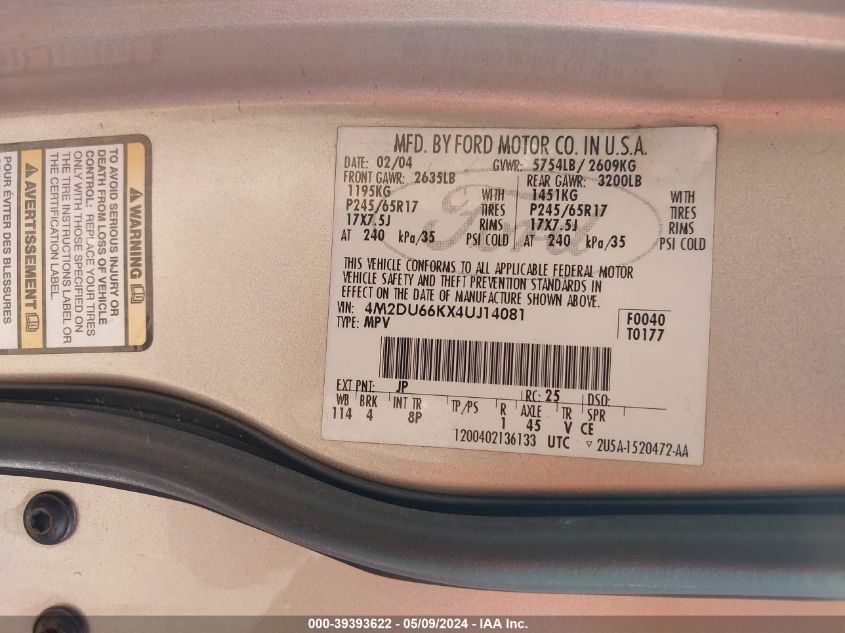 MFD. BY FORD MOTOR CO. IN U.S.A.
DATE: 02/04 GVWR: 5754LB/ 2609KG
FRONT GAWR: 2635LB REAR GAWR: 3200LB
1195KG WITH 1451KG WITH
P245/65R17 TIRES P245/65R17 TIRES
17X7.5J RIMS 17X7.5J RIMS
AT 240 kPa/35 PSI COLD AT 240 kPa/35 PSI COLD
Ford
THIS VEHICLE CONFORMS TO ALL APPLICABLE FEDERAL MOTOR
VEHICLE SAFETY AND THEFT PREVENTION STANDARDS IN
EFFECT ON THE DATE OF MANUFACTURE SHOWN ABOVE.
VIN: 4M2DU66KX4UJ14081
TYPE: MPV
F0040
T0177
EXT PNT: JP RC: 25 DSO:
WB BRK INT TR TP/PS R AXLE TR SPR
114 4 8P 1 45 V CE
1200402136133 UTC ▽ 2U5A-1520472-AA
WARNING
TO AVOID SERIOUS INJURY OR
DEATH FROM LOSS OF VEHICLE
CONTROL: REPLACE YOUR TIRES
ONLY WITH THOSE SPECIFIED ON
THE TIRE INSTRUCTIONS LABEL OR
THE CERTIFICATION LABEL.
AVERTISSEMENT
POUR ÉVITER DES BLESSURES
000-39393622 - 05/09/2024 - IAA Inc.